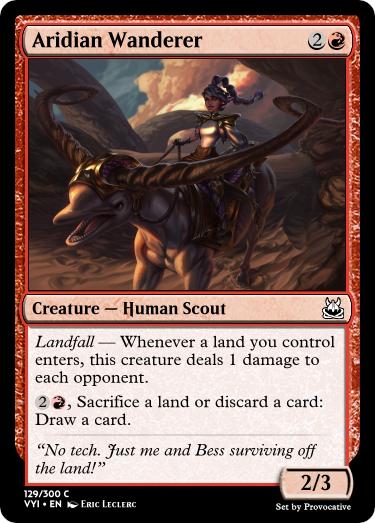 Aridian Wanderer 2
Creature — Human Scout
Landfall — Whenever a land you control
enters, this creature deals 1 damage to
each opponent.
2, Sacrifice a land or discard a card:
Draw a card.
“No tech. Just me and Bess surviving off
the land!”
2/3
129/300 C
VYI • EN Eric Leclerc
Set by Provocative